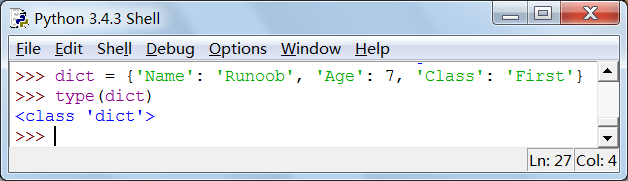 Python 3.4.3 Shell
File Edit Shell Debug Options Window Help
>>> dict = {'Name': 'Runoob', 'Age': 7, 'Class': 'First'}
>>> type(dict)
<class 'dict'>
>>>
Ln: 27 Col: 4